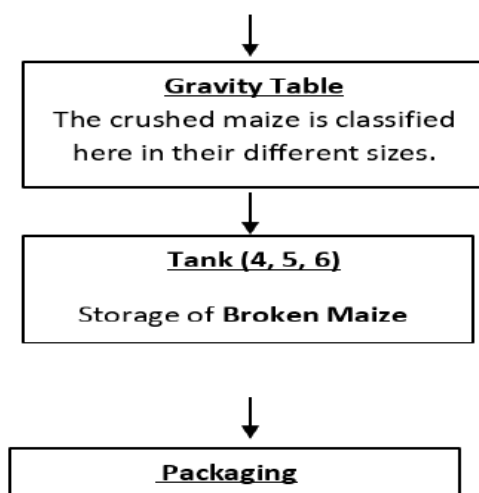 Gravity Table
The crushed maize is classified
here in their different sizes.
Tank (4, 5, 6)
Storage of Broken Maize
Packaging